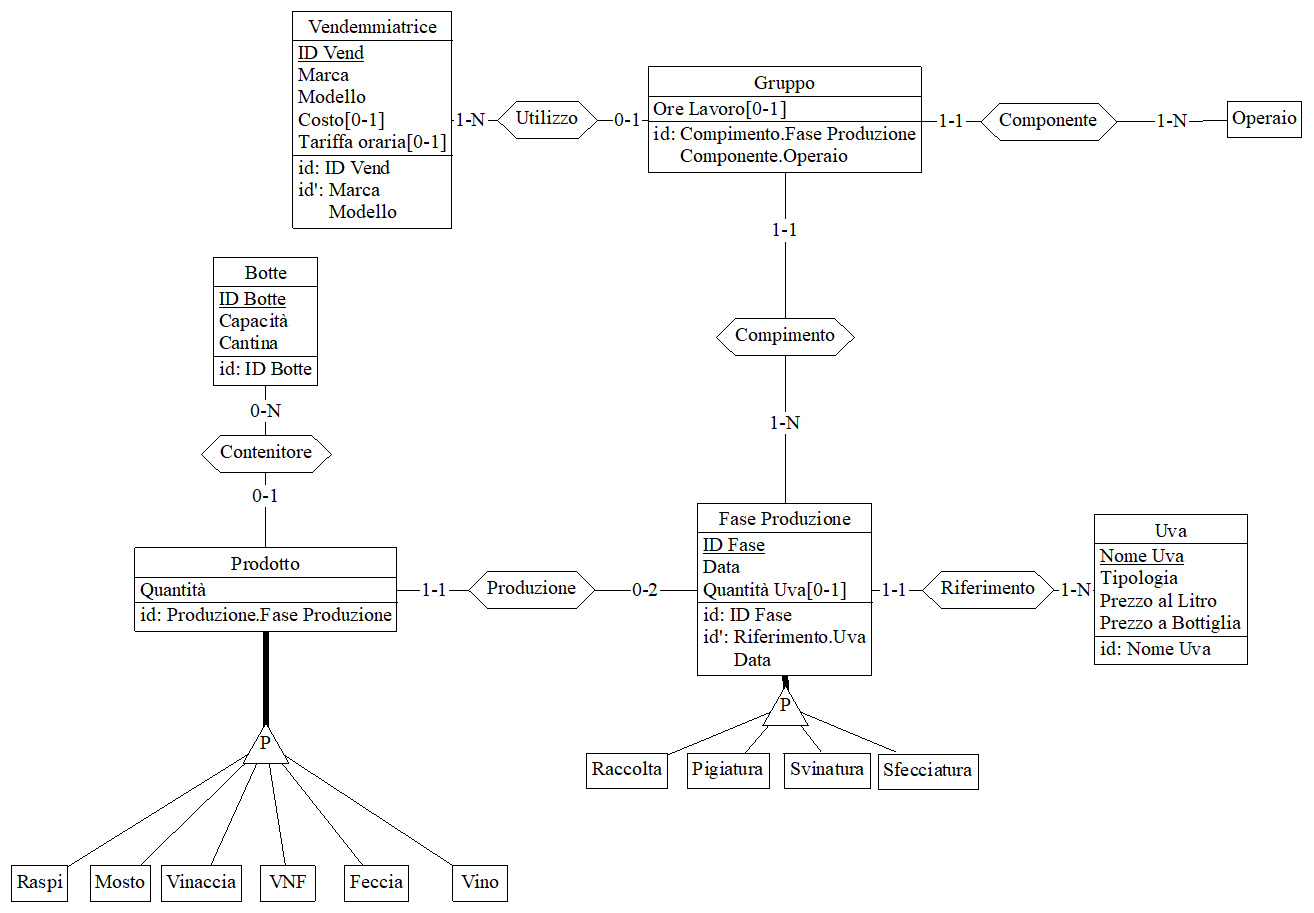 Vendemmiatrice
ID Vend
Marca
Modello
Costo[0-1]
Tariffa oraria[0-1]
id: ID Vend
id': Marca
Modello
1-N
Utilizzo
0-1
Gruppo
Ore Lavoro[0-1]
id: Compimento.Fase Produzione
Componente.Operaio
1-1
Componente
1-N
Operaio
1-1
Compimento
1-N
Botte
ID Botte
Capacità
Cantina
id: ID Botte
0-N
Contenitore
0-1
Prodotto
Quantità
id: Produzione.Fase Produzione
1-1
Produzione
0-2
Fase Produzione
ID Fase
Data
Quantità Uva[0-1]
id: ID Fase
id': Riferimento.Uva
Data
1-1
Riferimento
1-N
Uva
Nome Uva
Tipologia
Prezzo al Litro
Prezzo a Bottiglia
id: Nome Uva
P
Raccolta
Pigiatura
Svinatura
Sfecciatura
P
Raspi
Mosto
Vinaccia
VNF
Feccia
Vino